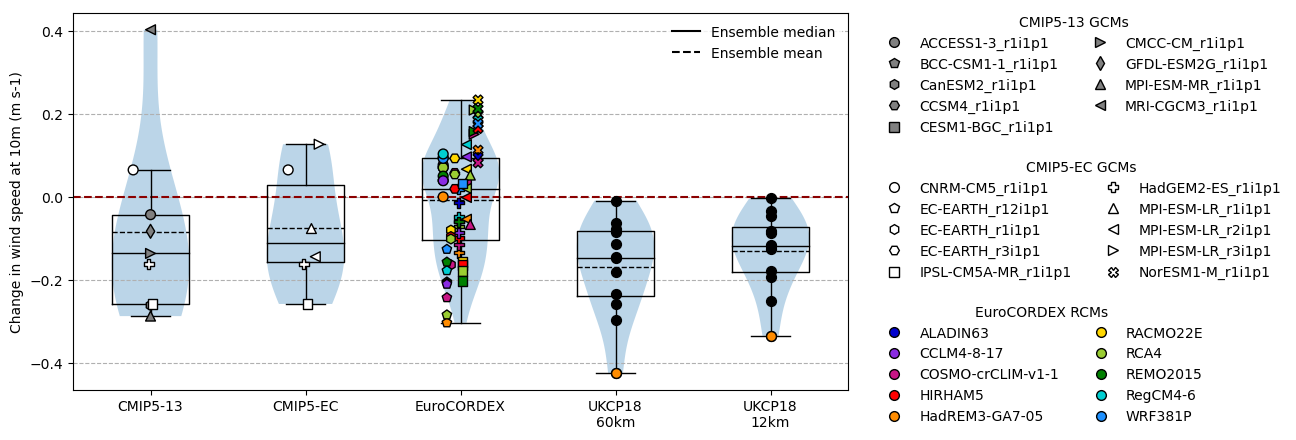 Change in wind speed at 10m (m s-1)
0.4
0.2
0.0
−0.2
−0.4
Ensemble median
Ensemble mean
CMIP5-13
CMIP5-EC
EuroCORDEX
UKCP18
60km
UKCP18
12km
CMIP5-13 GCMs
ACCESS1-3_r1i1p1
BCC-CSM1-1_r1i1p1
CanESM2_r1i1p1
CCSM4_r1i1p1
CESM1-BGC_r1i1p1
CMCC-CM_r1i1p1
GFDL-ESM2G_r1i1p1
MPI-ESM-MR_r1i1p1
MRI-CGCM3_r1i1p1
CMIP5-EC GCMs
CNRM-CM5_r1i1p1
EC-EARTH_r12i1p1
EC-EARTH_r1i1p1
EC-EARTH_r3i1p1
IPSL-CM5A-MR_r1i1p1
HadGEM2-ES_r1i1p1
MPI-ESM-LR_r1i1p1
MPI-ESM-LR_r2i1p1
MPI-ESM-LR_r3i1p1
NorESM1-M_r1i1p1
EuroCORDEX RCMs
ALADIN63
CCLM4-8-17
COSMO-crCLIM-v1-1
HIRHAM5
HadREM3-GA7-05
RACMO22E
RCA4
REMO2015
RegCM4-6
WRF381P